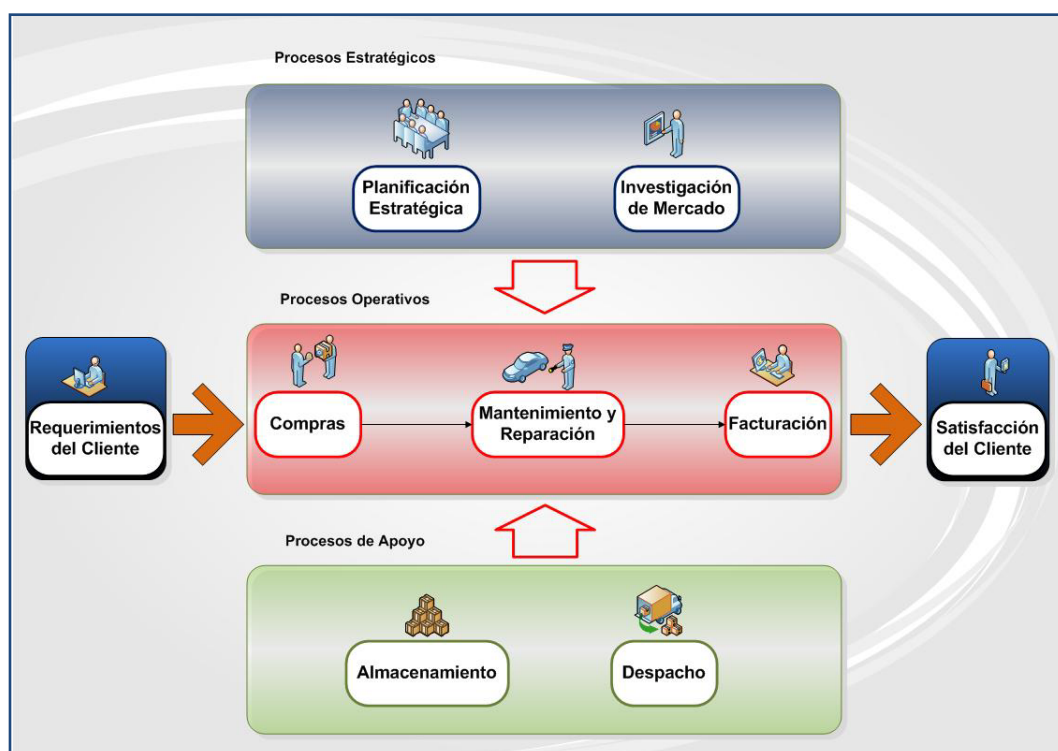 Procesos Estratégicos
Planificación
Estratégica
Investigación
de Mercado
Procesos Operativos
Requerimientos
del Cliente
Compras
Mantenimiento y
Reparación
Facturación
Satisfacción
del Cliente
Procesos de Apoyo
Almacenamiento
Despacho